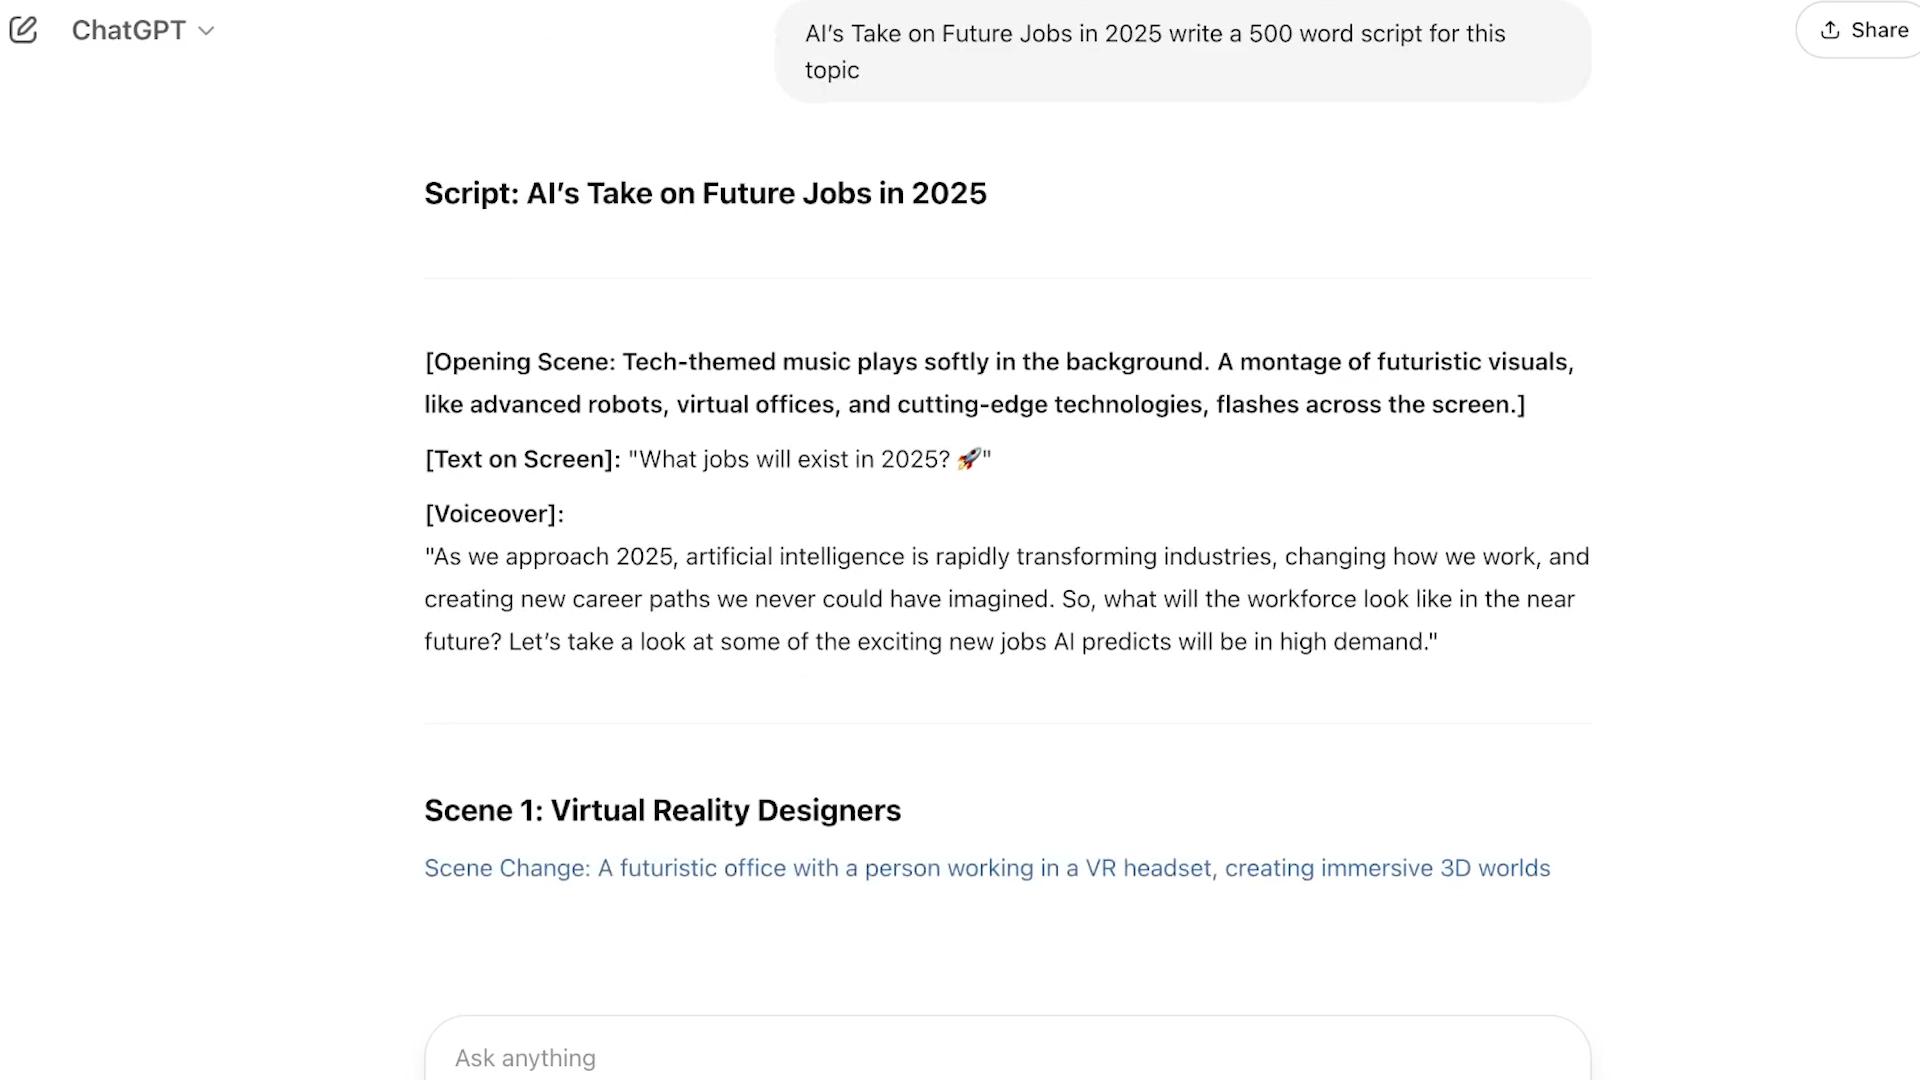 ChatGPT
AI’s Take on Future Jobs in 2025 write a 500 word script for this
topic
Share
Script: AI’s Take on Future Jobs in 2025
[Opening Scene: Tech-themed music plays softly in the background. A montage of futuristic visuals,
like advanced robots, virtual offices, and cutting-edge technologies, flashes across the screen.]
[Text on Screen]: "What jobs will exist in 2025? 🚀"
[Voiceover]:
"As we approach 2025, artificial intelligence is rapidly transforming industries, changing how we work, and
creating new career paths we never could have imagined. So, what will the workforce look like in the near
future? Let’s take a look at some of the exciting new jobs AI predicts will be in high demand."
Scene 1: Virtual Reality Designers
Scene Change: A futuristic office with a person working in a VR headset, creating immersive 3D worlds
Ask anything